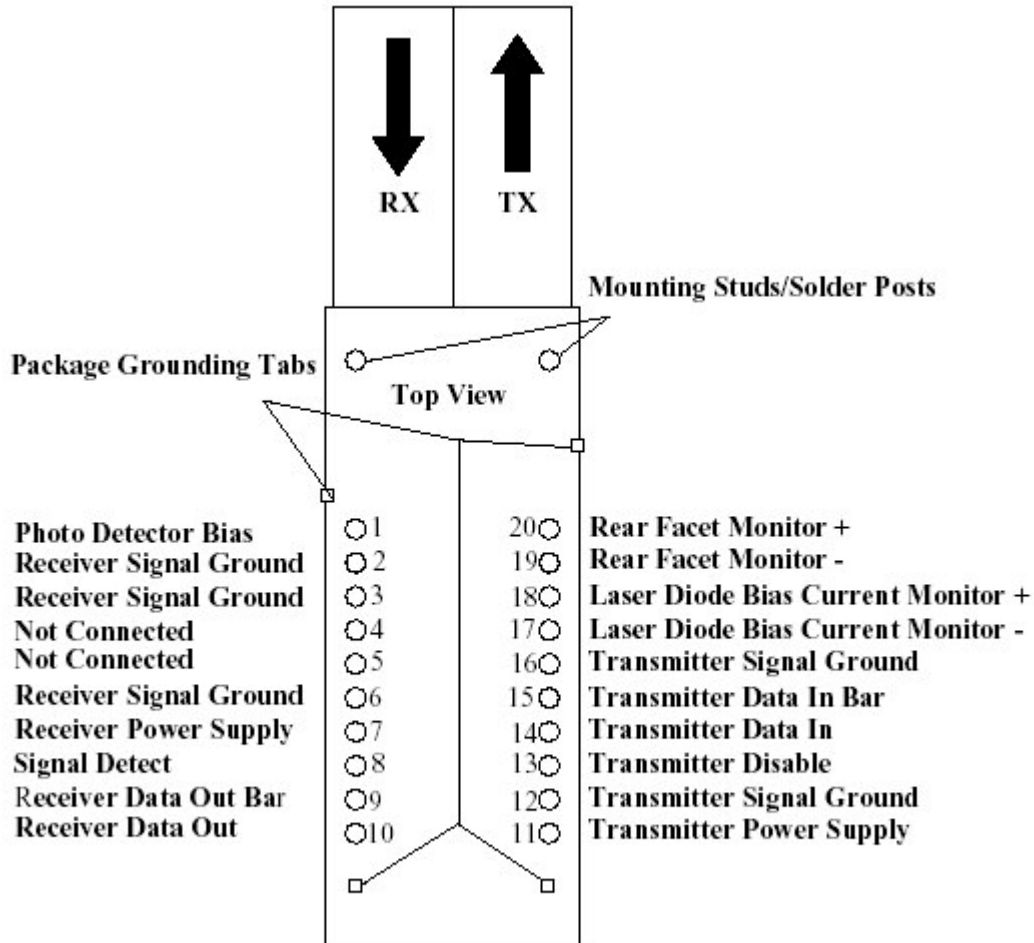 RX TX
Mounting Studs/Solder Posts
Package Grounding Tabs
Top View
Photo Detector Bias 1 20 Rear Facet Monitor +
Receiver Signal Ground 2 19 Rear Facet Monitor -
Receiver Signal Ground 3 18 Laser Diode Bias Current Monitor +
Not Connected 4 17 Laser Diode Bias Current Monitor -
Not Connected 5 16 Transmitter Signal Ground
Receiver Signal Ground 6 15 Transmitter Data In Bar
Receiver Power Supply 7 14 Transmitter Data In
Signal Detect 8 13 Transmitter Disable
Receiver Data Out Bar 9 12 Transmitter Signal Ground
Receiver Data Out 10 11 Transmitter Power Supply